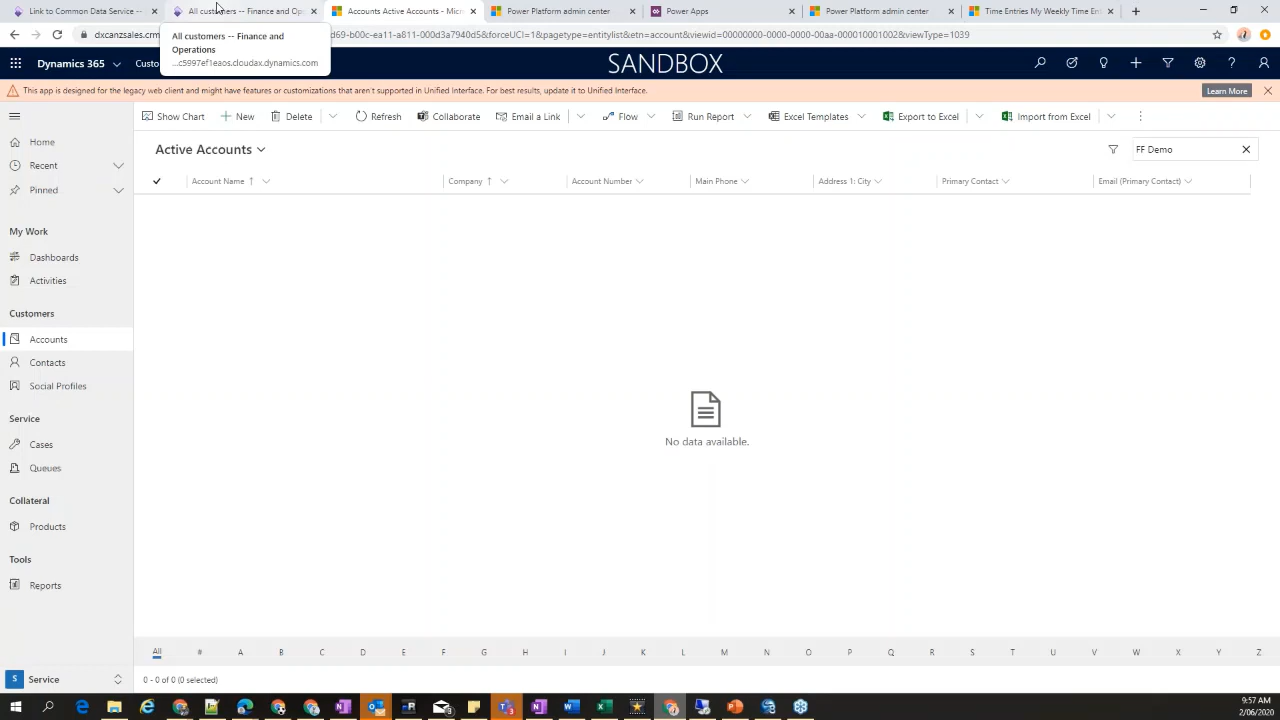 Link to Common Data Service --
All customers -- Finance and Op
Accounts Active Accounts - Micr
Power Platform admin center
Power Apps
Power Platform admin center
Time Entries My Weekly Time Ent
All customers -- Finance and Operations
...c5997ef1eaos.cloudax.dynamics.com
dxcanzsales.crm
d69-b00c-ea11-a811-000d3a7940d5&forceUCI=1&pagetype=entitylist&etn=account&viewid=00000000-0000-0000-00aa-000010001002&viewType=1039
Dynamics 365
Custo
SANDBOX
This app is designed for the legacy web client and might have features or customizations that aren't supported in Unified Interface. For best results, update it to Unified Interface.
Learn More
Show Chart
New
Delete
Refresh
Collaborate
Email a Link
Flow
Run Report
Excel Templates
Export to Excel
Import from Excel
Home
Recent
Pinned
My Work
Dashboards
Activities
Customers
Accounts
Contacts
Social Profiles
Service
Cases
Queues
Collateral
Products
Tools
Reports
S Service
Active Accounts
FF Demo
Account Name
Company
Account Number
Main Phone
Address 1: City
Primary Contact
Email (Primary Contact)
No data available.
All # A B C D E F G H I J K L M N O P Q R S T U V W X Y Z
0 - 0 of 0 (0 selected)
9:57 AM
2/06/2020